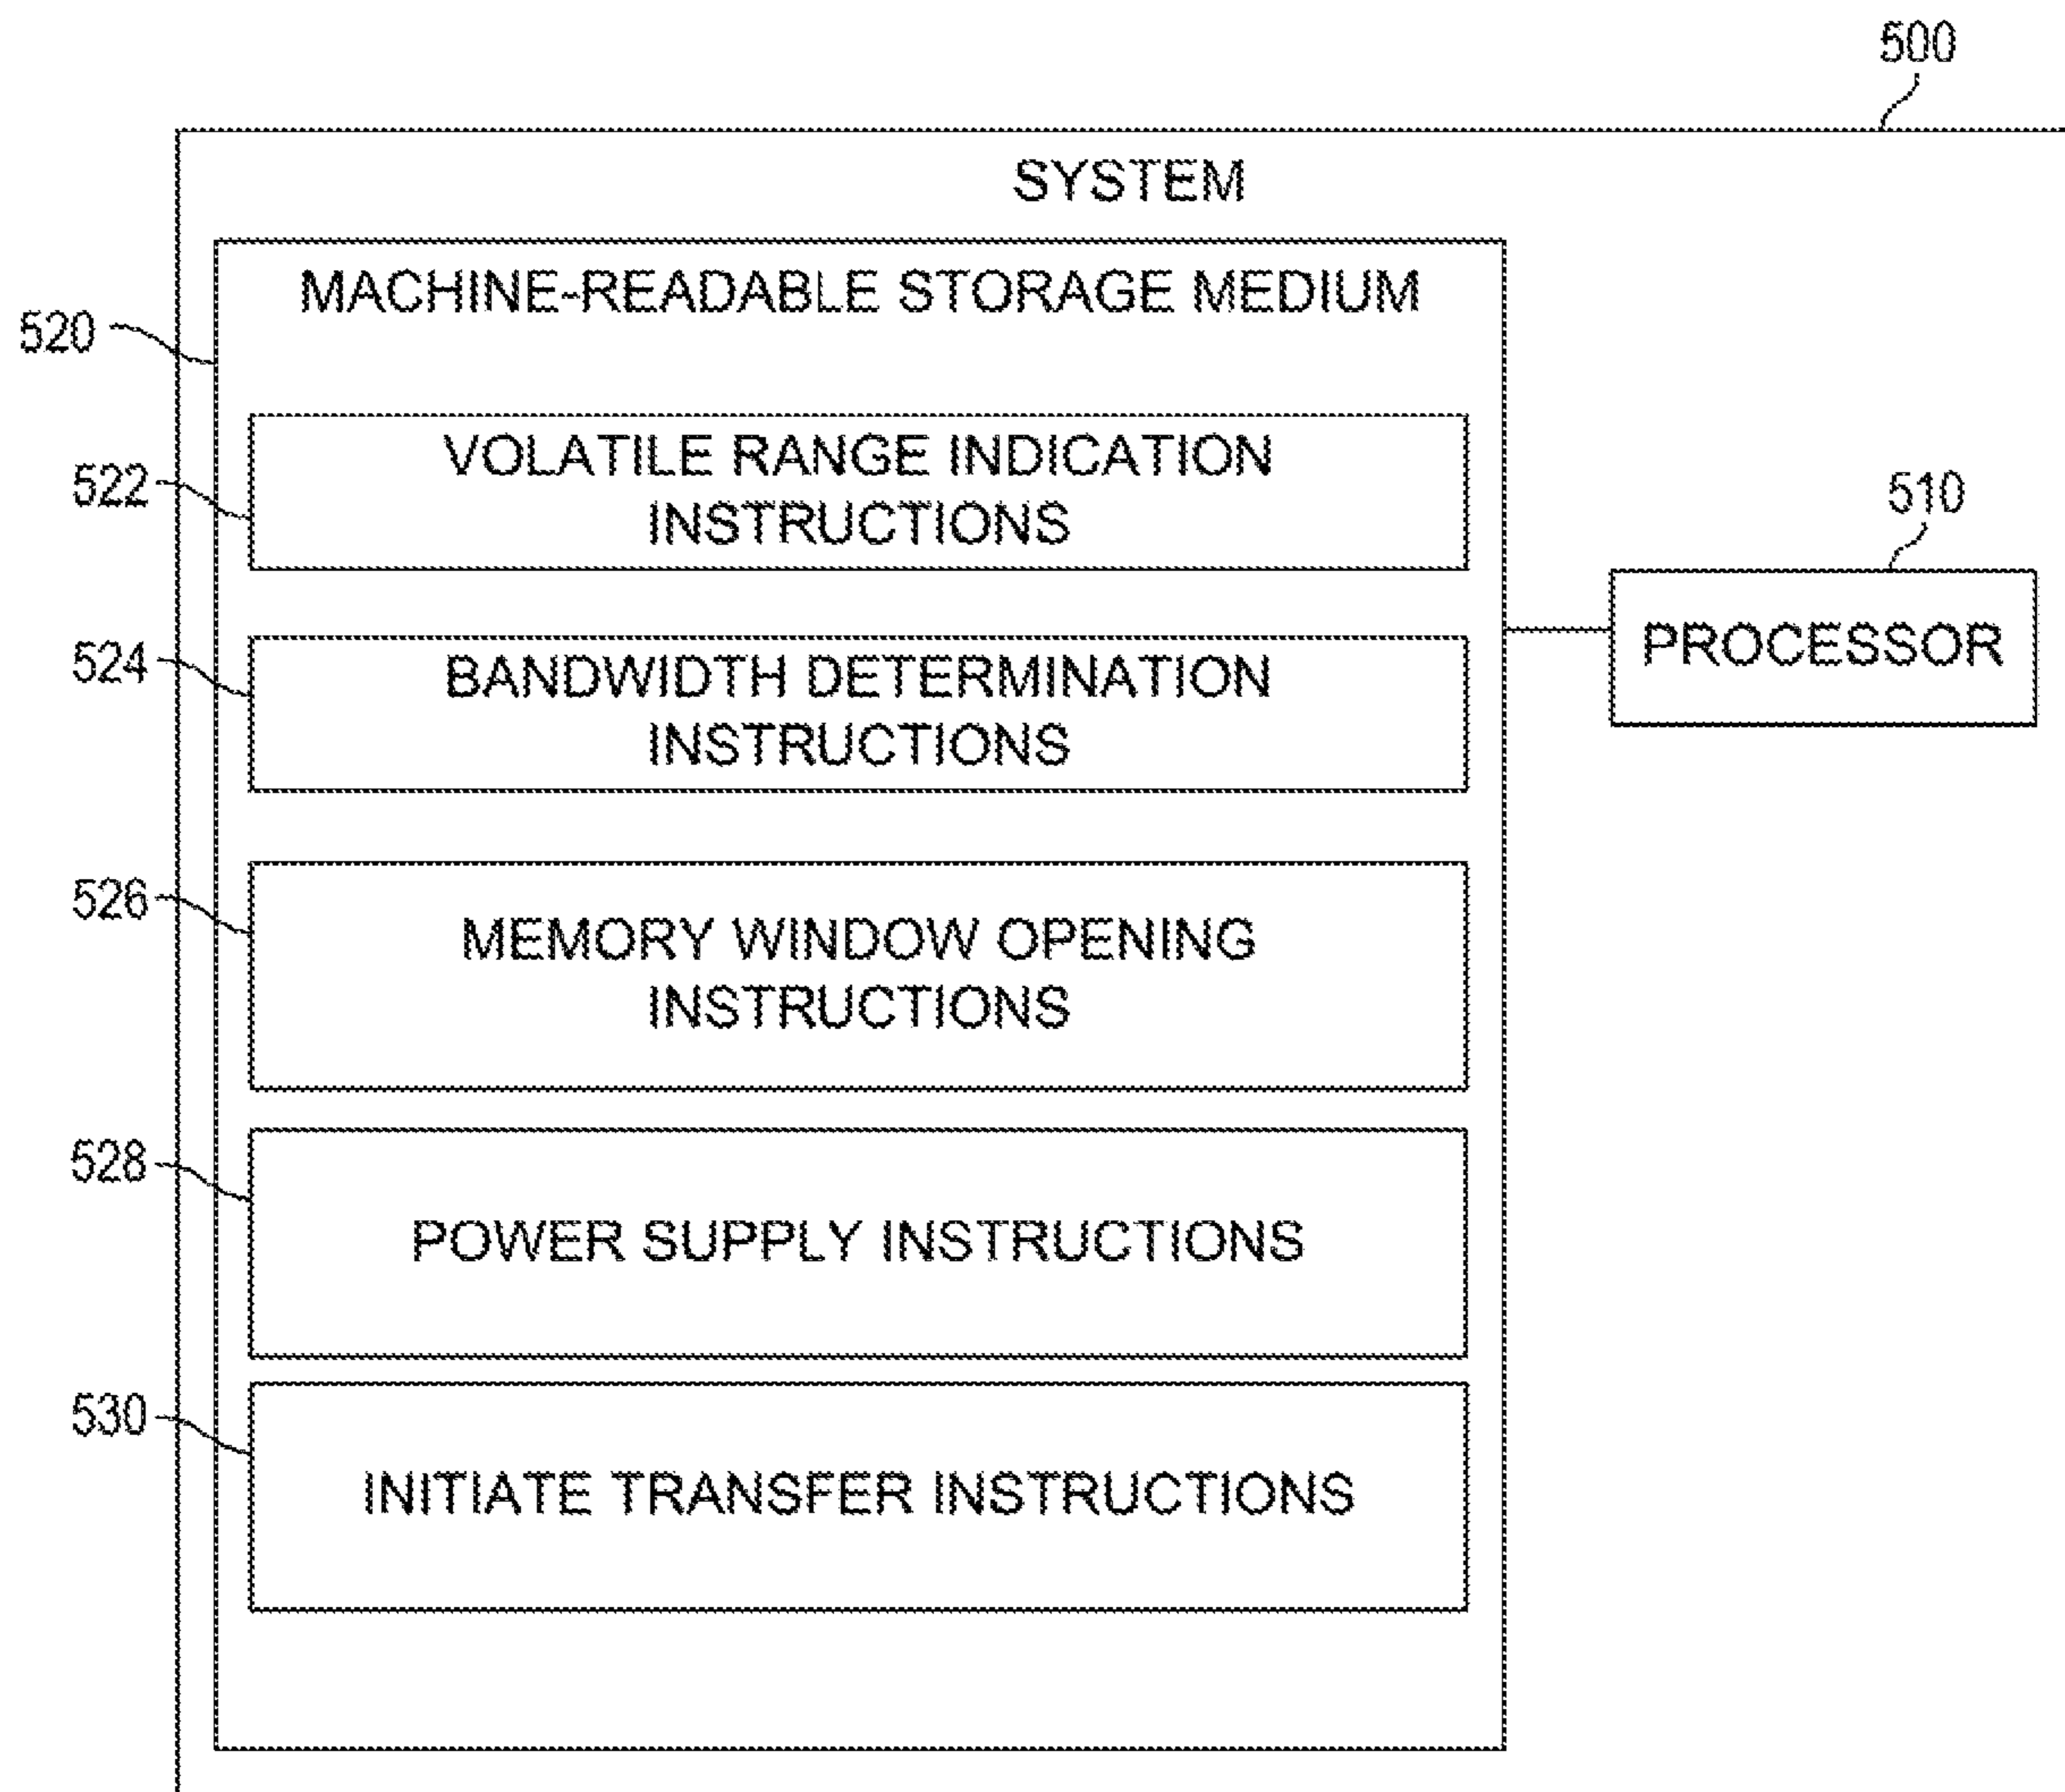 500
SYSTEM
MACHINE-READABLE STORAGE MEDIUM
520
VOLATILE RANGE INDICATION
INSTRUCTIONS
522
510
PROCESSOR
524
BANDWIDTH DETERMINATION
INSTRUCTIONS
526
MEMORY WINDOW OPENING
INSTRUCTIONS
528
POWER SUPPLY INSTRUCTIONS
530
INITIATE TRANSFER INSTRUCTIONS